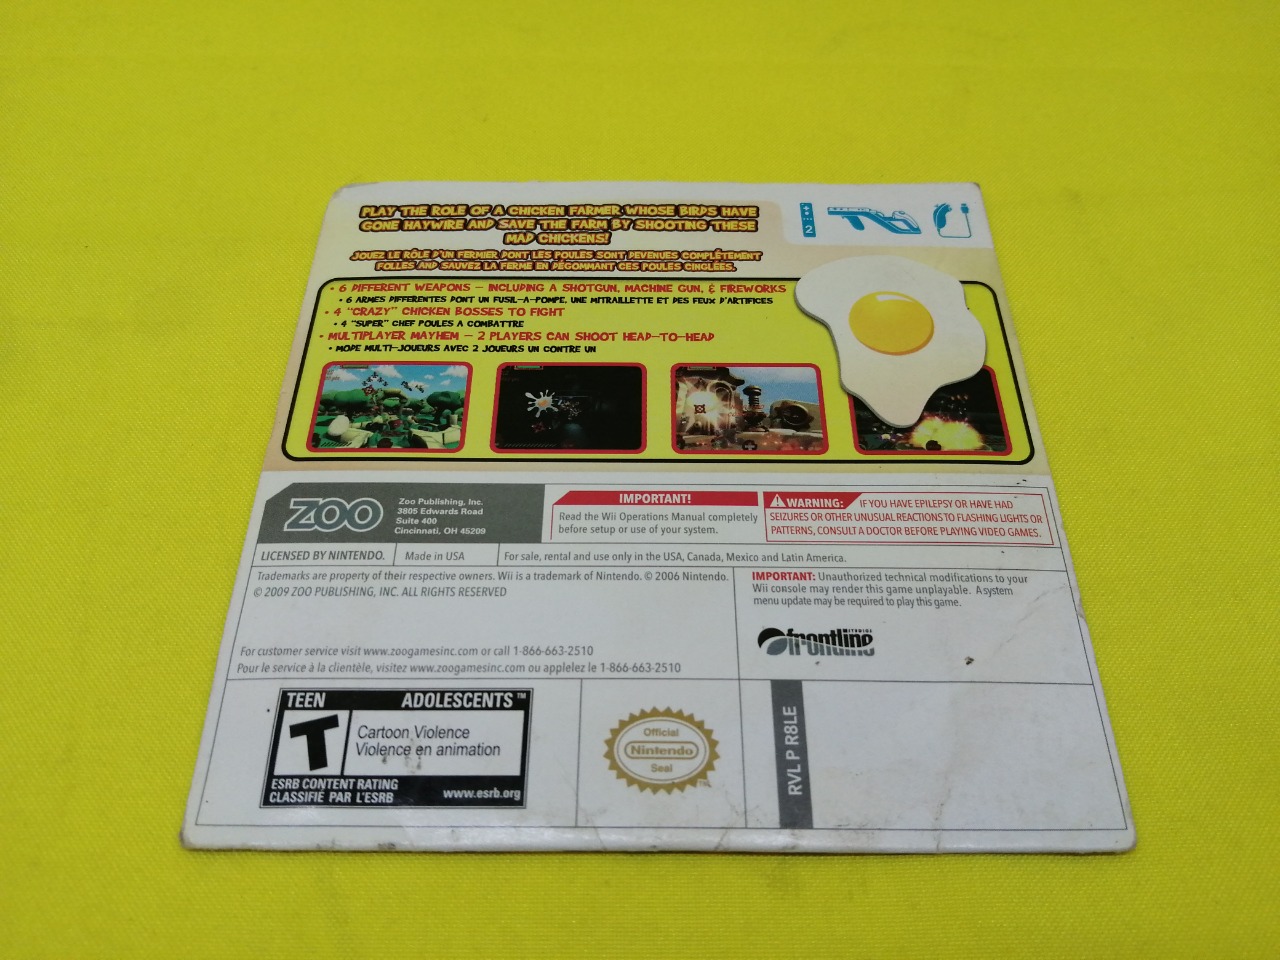 PLAY THE ROLE OF A CHICKEN FARMER WHOSE BIRDS HAVE
GONE HAYWIRE AND SAVE THE FARM BY SHOOTING THESE
MAD CHICKENS!
JOUEZ LE RÔLE D'UN FERMIER DONT LES POULES SONT DEVENUES COMPLÈTEMENT
FOLLES AND SAUVEZ LA FERME EN DÉGOMMANT CES POULES CINGLÉES.
2
• 6 DIFFERENT WEAPONS – INCLUDING A SHOTGUN, MACHINE GUN, & FIREWORKS
• 6 ARMES DIFFERENTES DONT UN FUSIL-A-POMPE, UNE MITRAILLETTE ET DES FEUX D'ARTIFICES
• 4 "CRAZY" CHICKEN BOSSES TO FIGHT
• 4 "SUPER" CHEF POULES A COMBATTRE
• MULTIPLAYER MAYHEM – 2 PLAYERS CAN SHOOT HEAD-TO-HEAD
• MODE MULTI-JOUEURS AVEC 2 JOUEURS UN CONTRE UN
ZOO
Zoo Publishing, Inc.
3805 Edwards Road
Suite 400
Cincinnati, OH 45209
IMPORTANT!
Read the Wii Operations Manual completely
before setup or use of your system.
WARNING: IF YOU HAVE EPILEPSY OR HAVE HAD
SEIZURES OR OTHER UNUSUAL REACTIONS TO FLASHING LIGHTS OR
PATTERNS, CONSULT A DOCTOR BEFORE PLAYING VIDEO GAMES.
LICENSED BY NINTENDO.
Made in USA
For sale, rental and use only in the USA, Canada, Mexico and Latin America.
Trademarks are property of their respective owners. Wii is a trademark of Nintendo. © 2006 Nintendo.
© 2009 ZOO PUBLISHING, INC. ALL RIGHTS RESERVED
IMPORTANT: Unauthorized technical modifications to your
Wii console may render this game unplayable. A system
menu update may be required to play this game.
frontline
STUDIOS
For customer service visit www.zoogamesinc.com or call 1-866-663-2510
Pour le service à la clientèle, visitez www.zoogamesinc.com ou applelez le 1-866-663-2510
TEEN ADOLESCENTS ™
T
Cartoon Violence
Violence en animation
ESRB CONTENT RATING
CLASSIFIÉ PAR L'ESRB
www.esrb.org
Official
Nintendo
Seal
TM
RVL P R8LE